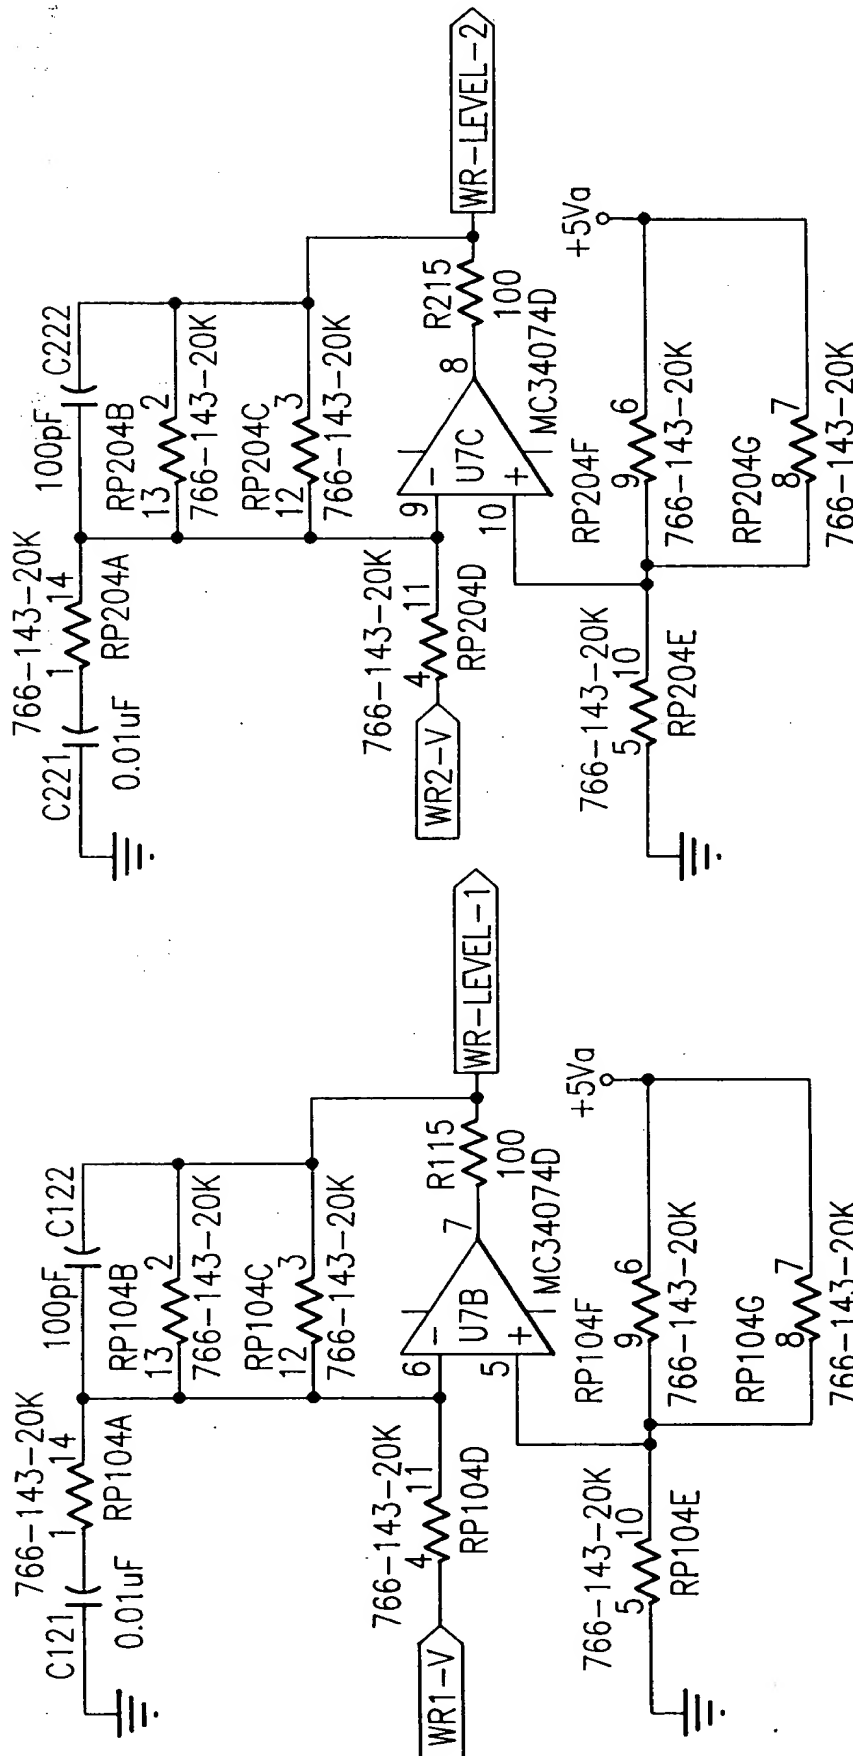 C121
0.01uF
766-143-20K
1
14
RP104A
100pF
C122
RP104B
13
2
766-143-20K
RP104C
12
3
766-143-20K
WR1-V
766-143-20K
4
11
RP104D
6
5
-
+
U7B
7
MC34074D
R115
100
WR-LEVEL-1
766-143-20K
5
10
RP104E
RP104F
9
6
766-143-20K
RP104G
8
7
766-143-20K
+5Va
C221
0.01uF
766-143-20K
1
14
RP204A
100pF
C222
RP204B
13
2
766-143-20K
RP204C
12
3
766-143-20K
WR2-V
766-143-20K
4
11
RP204D
9
10
-
+
U7C
8
MC34074D
R215
100
WR-LEVEL-2
766-143-20K
5
10
RP204E
RP204F
9
6
766-143-20K
RP204G
8
7
766-143-20K
+5Va